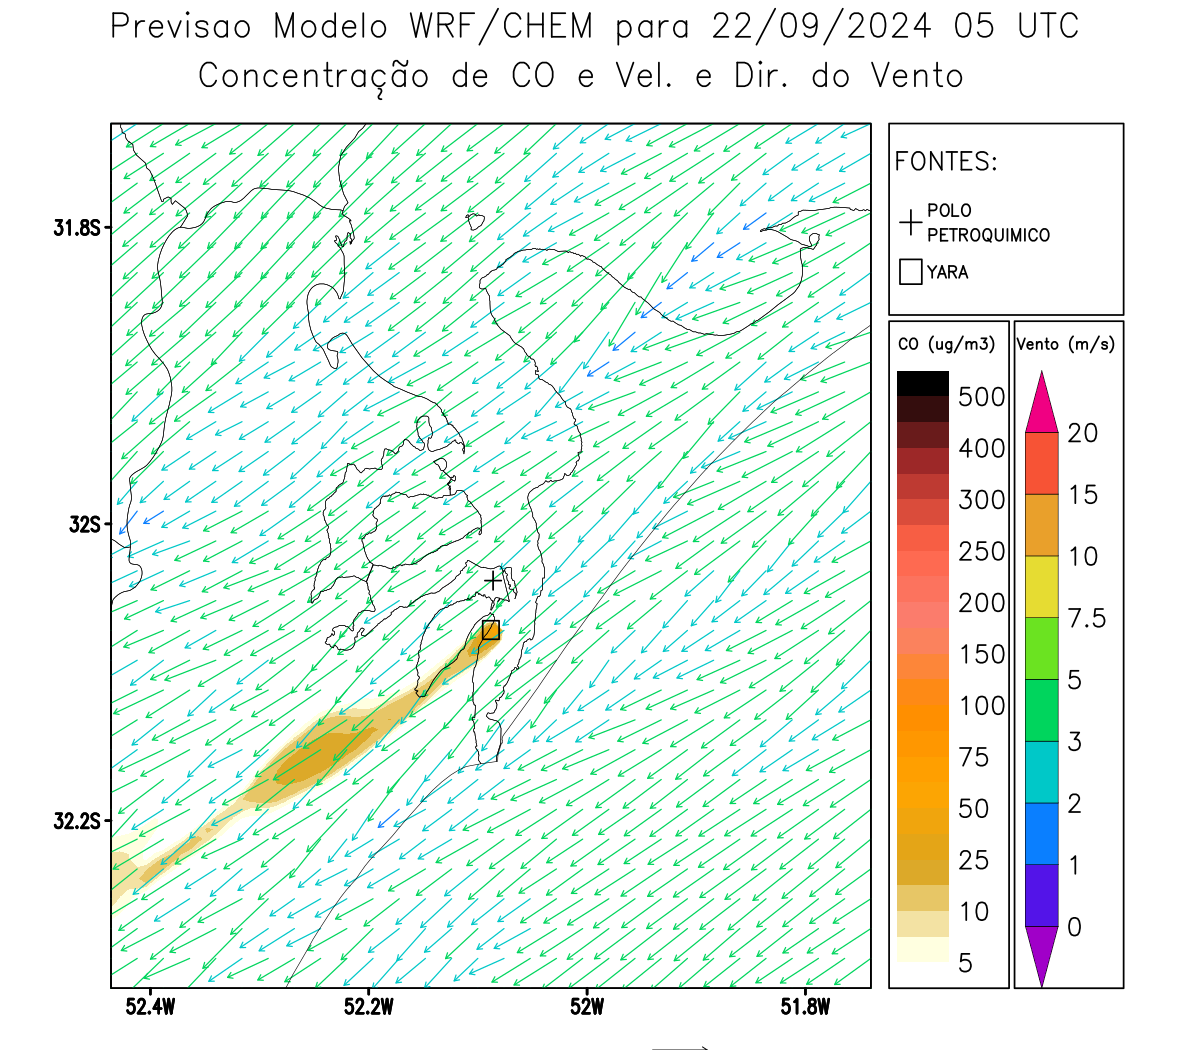 Previsao Modelo WRF/CHEM para 22/09/2024 05 UTC
Concentração de CO e Vel. e Dir. do Vento
FONTES:
POLO
PETROQUIMICO
YARA
31.8S
32S
32.2S
52.4W 52.2W 52W 51.8W
CO (ug/m3)
500
400
300
250
200
150
100
75
50
25
10
5
Vento (m/s)
20
15
10
7.5
5
3
2
1
0